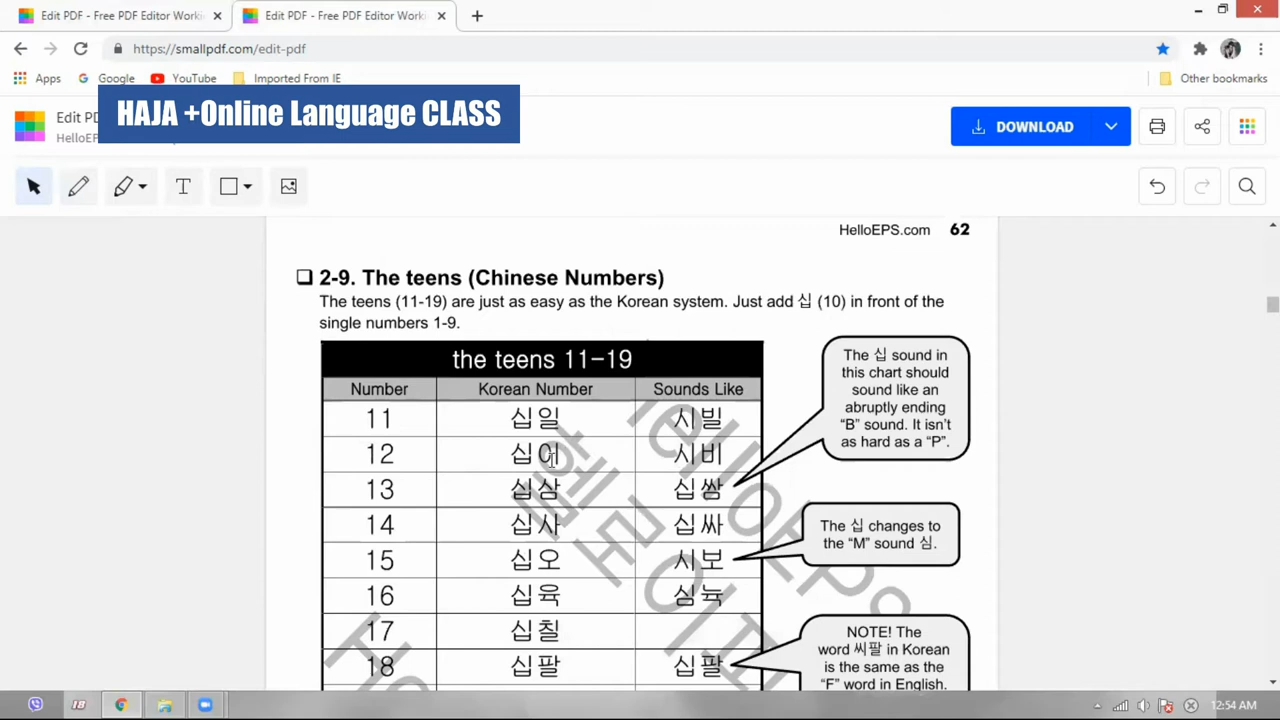 Edit PDF - Free PDF Editor Worki
Edit PDF - Free PDF Editor Worki
https://smallpdf.com/edit-pdf
Apps Google YouTube Imported From IE Other bookmarks
HAJA +Online Language CLASS
Edit PD
HelloEPS.
DOWNLOAD
HelloEPS.com 62
2-9. The teens (Chinese Numbers)
The teens (11-19) are just as easy as the Korean system. Just add 십 (10) in front of the
single numbers 1-9.
the teens 11-19
Number Korean Number Sounds Like
11 십일 시빌
12 십이 시비
13 십삼 십쌈
14 십사 십싸
15 십오 시보
16 십육 심뉵
17 십칠
18 십팔 십팔
The 십 sound in
this chart should
sound like an
abruptly ending
"B" sound. It isn't
as hard as a "P".
The 십 changes to
the "M" sound 심.
NOTE! The
word 씨팔 in Korean
is the same as the
"F" word in English.
12:54 AM